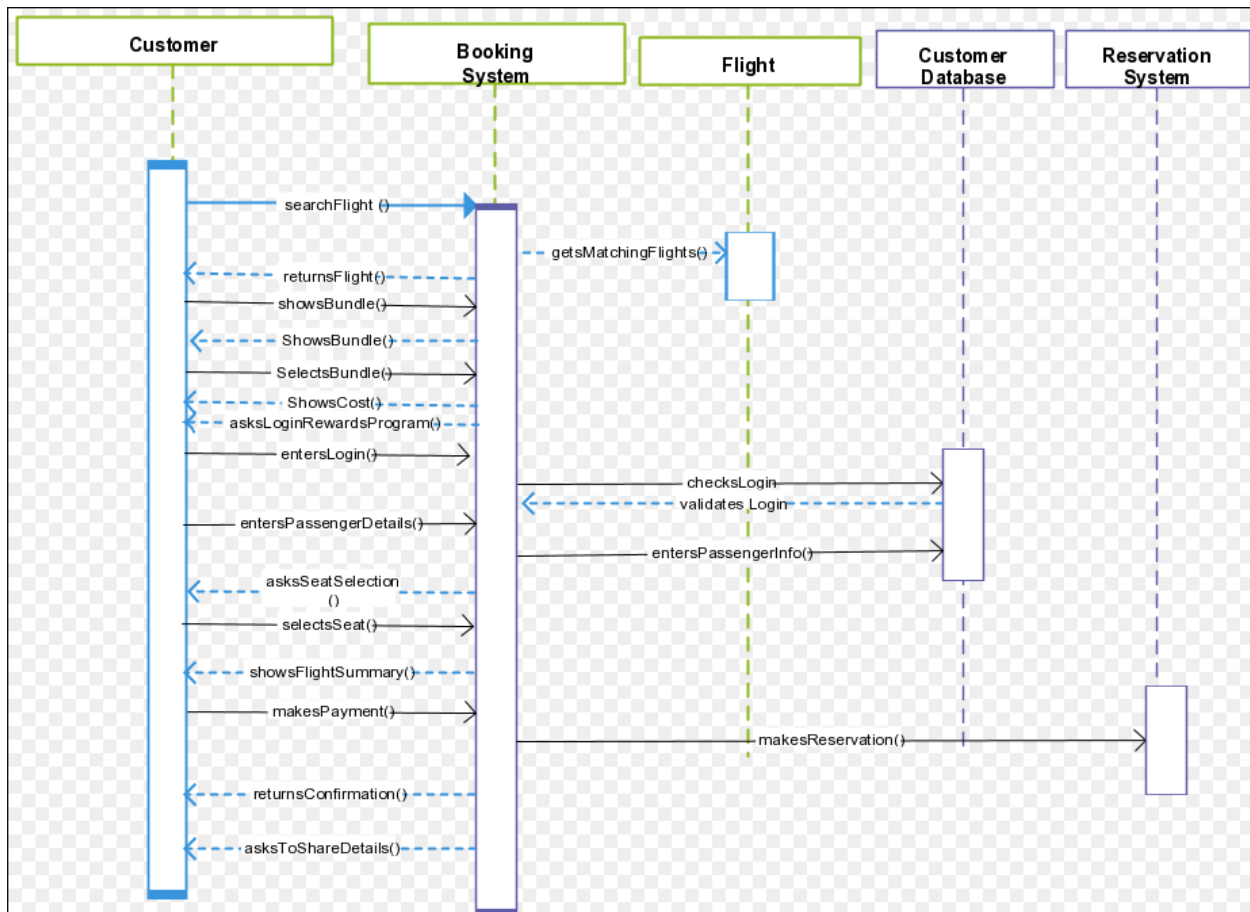 Customer
Booking
System
Flight
Customer
Database
Reservation
System
searchFlight ()
getsMatchingFlights()
returnsFlight()
showsBundle()
ShowsBundle()
SelectsBundle()
ShowsCost()
asksLoginRewardsProgram()
entersLogin()
checksLogin
validates Login
entersPassengerDetails()
entersPassengerInfo()
asksSeatSelection
()
selectsSeat()
showsFlightSummary()
makesPayment()
makesReservation()
returnsConfirmation()
asksToShareDetails()